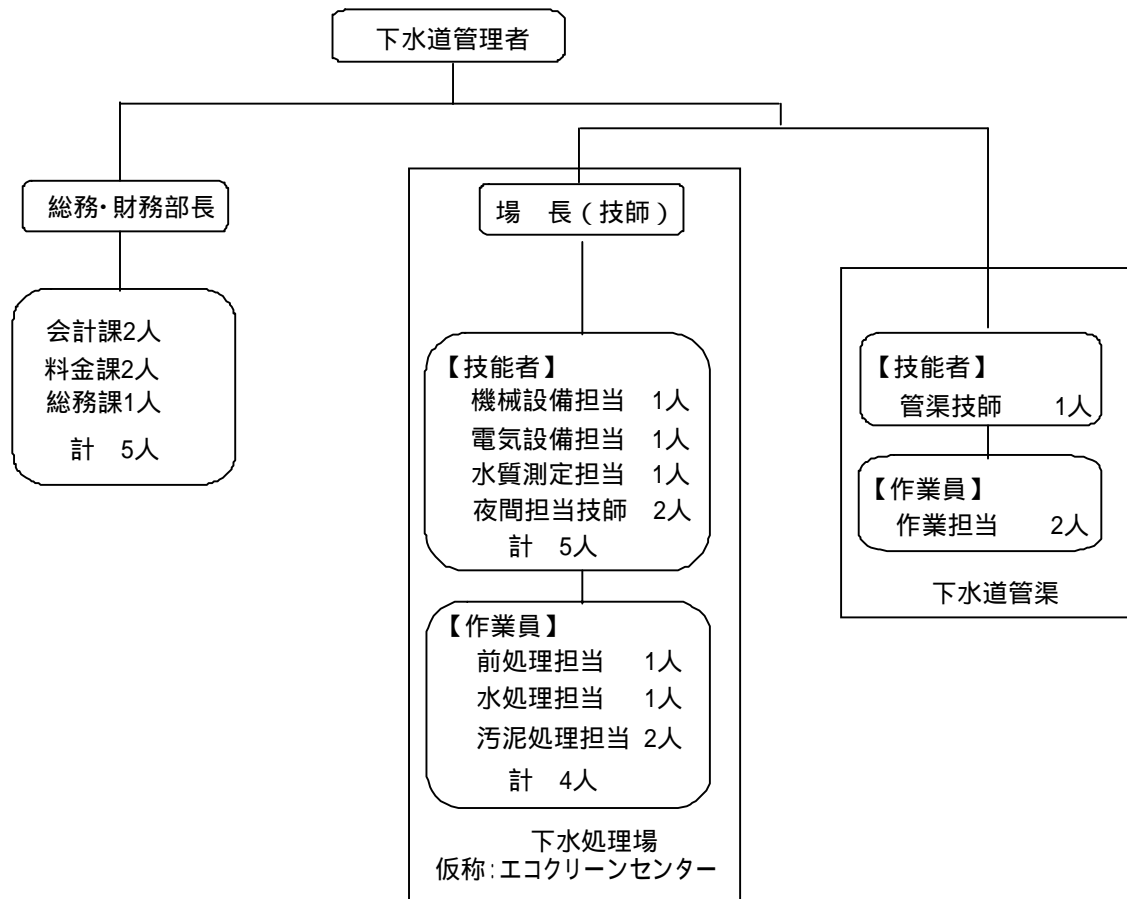 下水道管理者
総務・財務部長
会計課2人
料金課2人
総務課1人
計 5人
場 長（技師）
【技能者】
機械設備担当 1人
電気設備担当 1人
水質測定担当 1人
夜間担当技師 2人
計 5人
【作業員】
前処理担当 1人
水処理担当 1人
汚泥処理担当 2人
計 4人
下水処理場
仮称：エコクリーンセンター
【技能者】
管渠技師 1人
【作業員】
作業担当 2人
下水道管渠